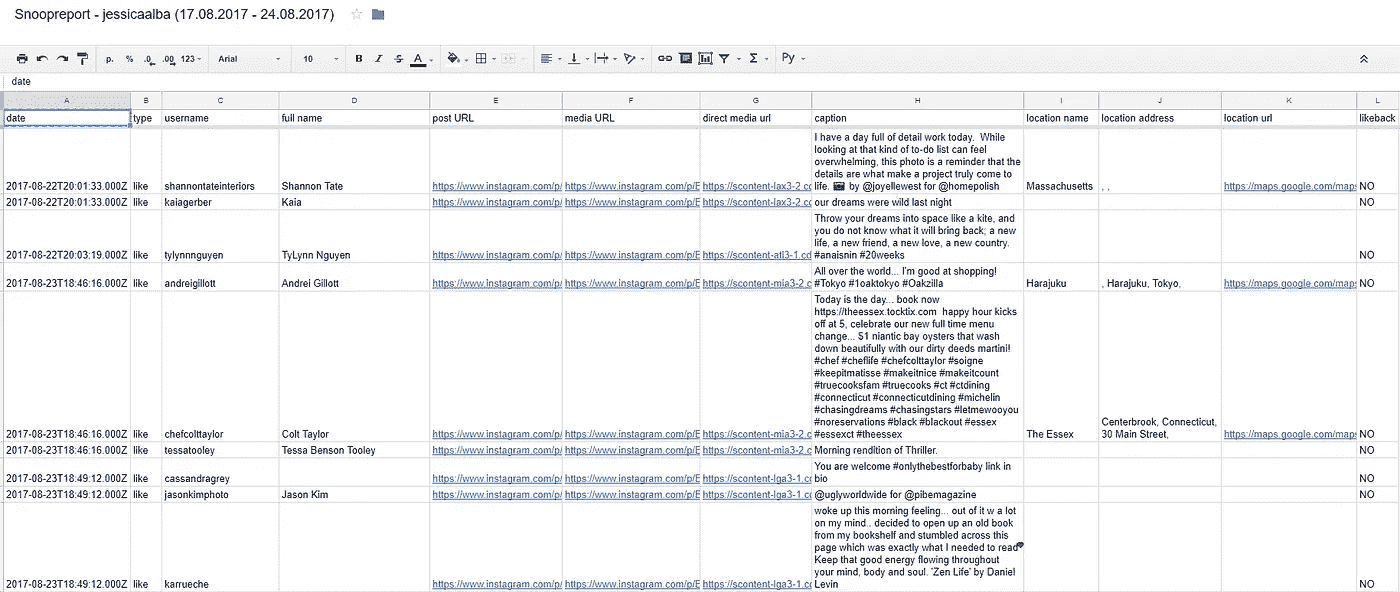 Snoopreport - jessicaalba (17.08.2017 - 24.08.2017)
p. % .0 .00 123 Arial 10 B I S A Σ Py
date
A B C D E F G H I J K L
date type username full name post URL media URL direct media url caption location name location address location url likeback
I have a day full of detail work today. While
looking at that kind of to-do list can feel
overwhelming, this photo is a reminder that the
details are what make a project truly come to
2017-08-22T20:01:33.000Z like shannontateinteriors Shannon Tate https://www.instagram.com/p/ https://www.instagram.com/p/E https://scontent-lax3-2.co life. 📷 by @joyellewest for @homepolish Massachusetts , , https://maps.google.com/maps NO
2017-08-22T20:01:33.000Z like kaiagerber Kaia https://www.instagram.com/p/ https://www.instagram.com/p/E https://scontent-lax3-2.co our dreams were wild last night NO
Throw your dreams into space like a kite, and
you do not know what it will bring back; a new
life, a new friend, a new love, a new country.
2017-08-22T20:03:19.000Z like tylynnnguyen TyLynn Nguyen https://www.instagram.com/p/ https://www.instagram.com/p/E https://scontent-atl3-1.cd #anaisnin #20weeks NO
All over the world... I'm good at shopping!
2017-08-23T18:46:16.000Z like andreigillott Andrei Gillott https://www.instagram.com/p/ https://www.instagram.com/p/E https://scontent-mia3-2.c #Tokyo #1oaktokyo #Oakzilla Harajuku , Harajuku, Tokyo, https://maps.google.com/maps NO
Today is the day... book now
https://theessex.tocktix.com happy hour kicks
off at 5, celebrate our new full time menu
change... $1 niantic bay oysters that wash
down beautifully with our dirty deeds martini!
#chef #cheflife #chefcolttaylor #soigne
#keepitmatisse #makeitnice #makeitcount
#truecooksfam #truecooks #ct #ctdining
#connecticut #connecticutdining #michelin
#chasingdreams #chasingstars #letmewooyou
#noreservations #black #blackout #essex Centerbrook, Connecticut,
2017-08-23T18:46:16.000Z like chefcolttaylor Colt Taylor https://www.instagram.com/p/ https://www.instagram.com/p/E https://scontent-mia3-2.c #essexct #theessex The Essex 30 Main Street, https://maps.google.com/maps NO
2017-08-23T18:46:16.000Z like tessatooley Tessa Benson Tooley https://www.instagram.com/p/ https://www.instagram.com/p/E https://scontent-mia3-2.c Morning rendition of Thriller. NO
You are welcome #onlythebestforbaby link in
2017-08-23T18:49:12.000Z like cassandragrey https://www.instagram.com/p/ https://www.instagram.com/p/E https://scontent-lga3-1.co bio NO
2017-08-23T18:49:12.000Z like jasonkimphoto Jason Kim https://www.instagram.com/p/ https://www.instagram.com/p/E https://scontent-lga3-1.co @uglyworldwide for @pibemagazine NO
woke up this morning feeling... out of it w a lot
on my mind.. decided to open up an old book
from my bookshelf and stumbled across this
page which was exactly what I needed to read
Keep that good energy flowing throughout
your mind, body and soul. 'Zen Life' by Daniel
2017-08-23T18:49:12.000Z like karrueche https://www.instagram.com/p/ https://www.instagram.com/p/E https://scontent-lga3-1.co Levin NO